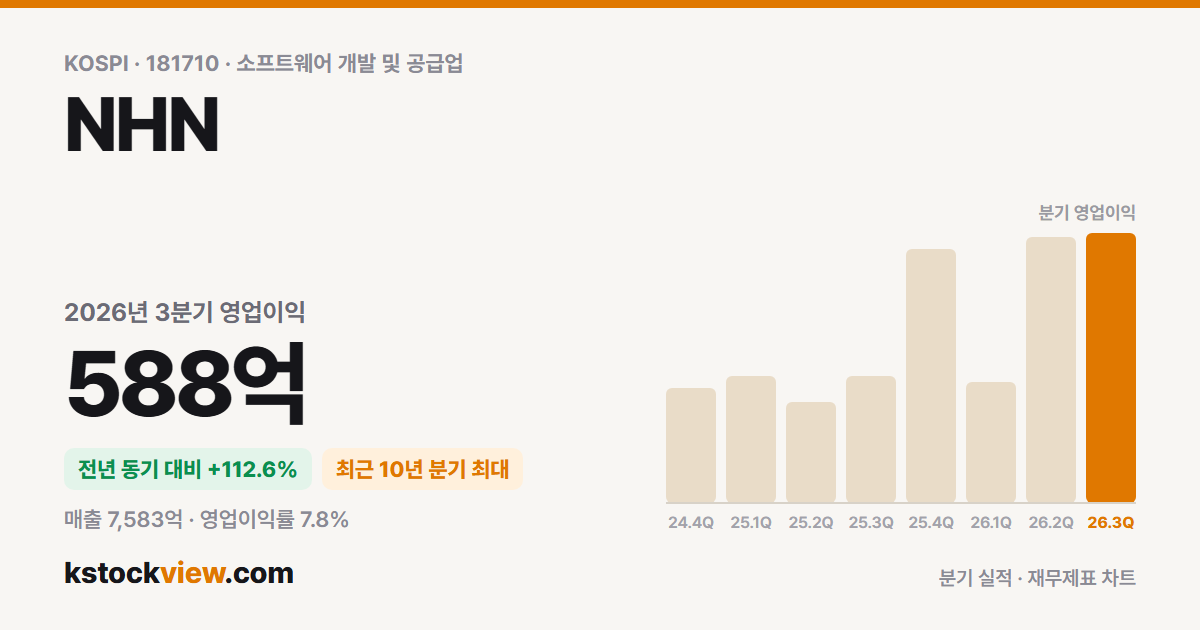 KOSPI · 181710 · 소프트웨어 개발 및 공급업
NHN
분기 영업이익
2026년 3분기 영업이익
588억
전년 동기 대비 +112.6%
최근 10년 분기 최대
매출 7,583억 · 영업이익률 7.8%
24.4Q 25.1Q 25.2Q 25.3Q 25.4Q 26.1Q 26.2Q 26.3Q
kstockview.com
분기 실적 · 재무제표 차트